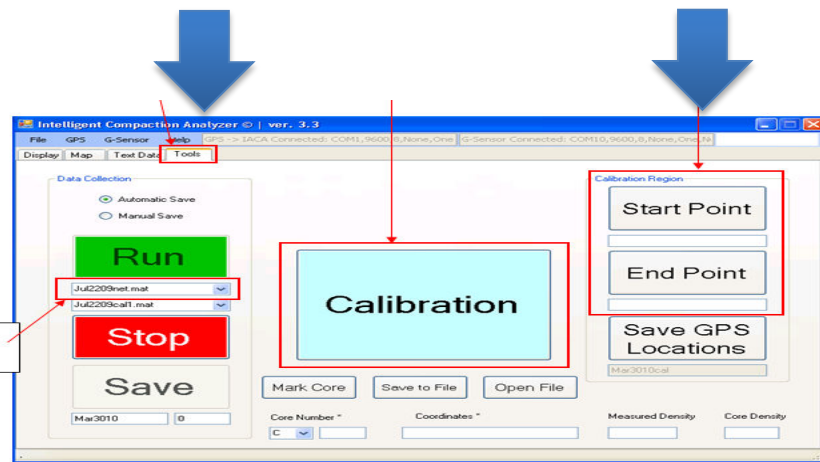 Intelligent Compaction Analyzer © | ver. 3.3
File GPS G-Sensor Help GPS -> IACA Connected: COM1,9600,8,None,One G-Sensor Connected: COM10,9600,8,None,One,N
Display Map Text Data Tools
Data Collection
Automatic Save
Manual Save
Run
Jul2209net.mat
Jul2209cal1.mat
Stop
Save
Mar3010 0
Calibration
Mark Core Save to File Open File
Core Number * Coordinates * Measured Density Core Density
C
Calibration Region
Start Point
End Point
Save GPS
Locations
Mar3010cal